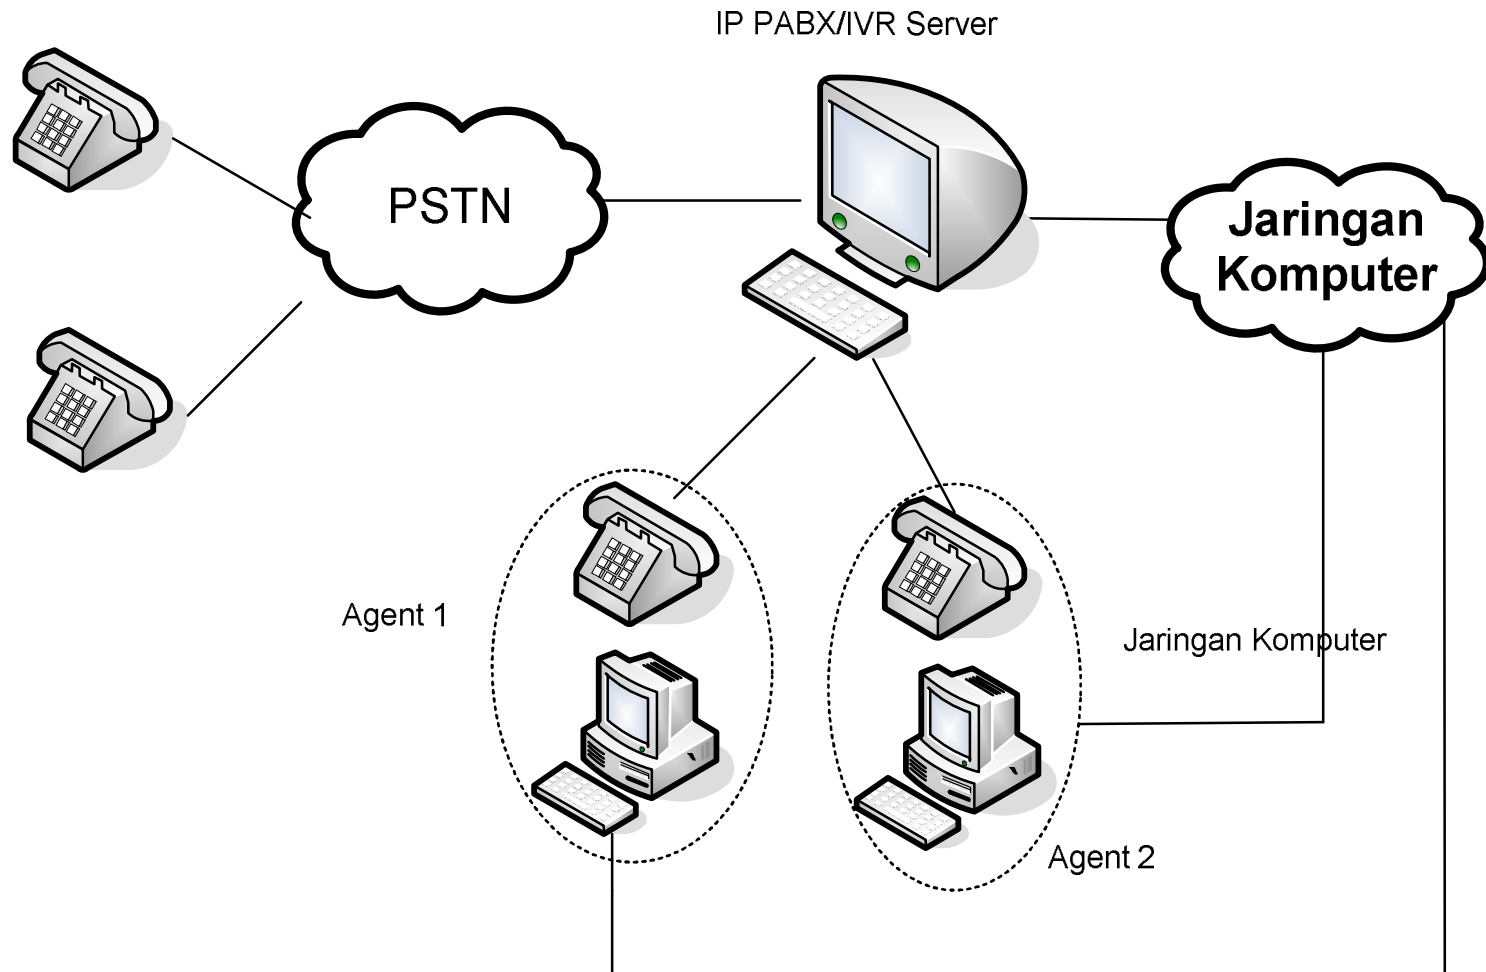 IP PABX/IVR Server
PSTN
Jaringan
Komputer
Agent 1
Jaringan Komputer
Agent 2